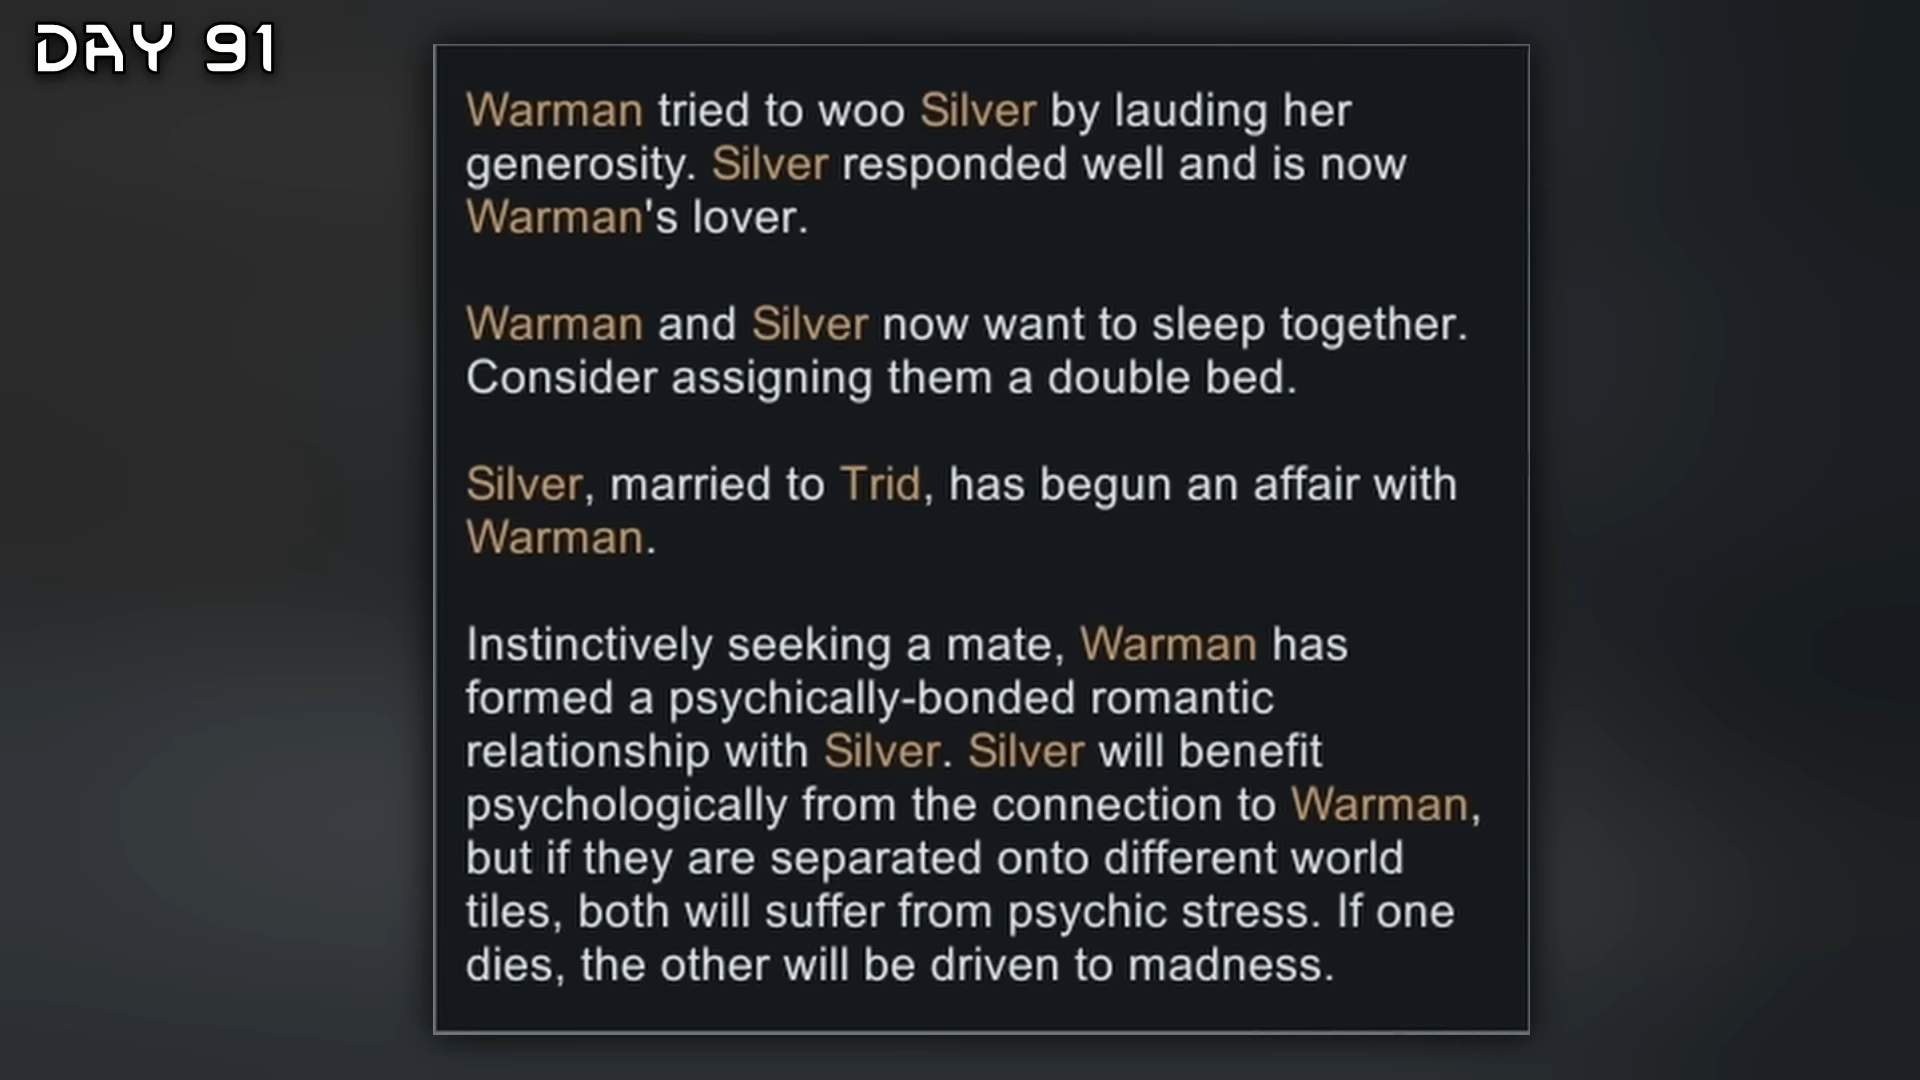 DAY 91
Warman tried to woo Silver by lauding her
generosity. Silver responded well and is now
Warman's lover.
Warman and Silver now want to sleep together.
Consider assigning them a double bed.
Silver, married to Trid, has begun an affair with
Warman.
Instinctively seeking a mate, Warman has
formed a psychically-bonded romantic
relationship with Silver. Silver will benefit
psychologically from the connection to Warman,
but if they are separated onto different world
tiles, both will suffer from psychic stress. If one
dies, the other will be driven to madness.